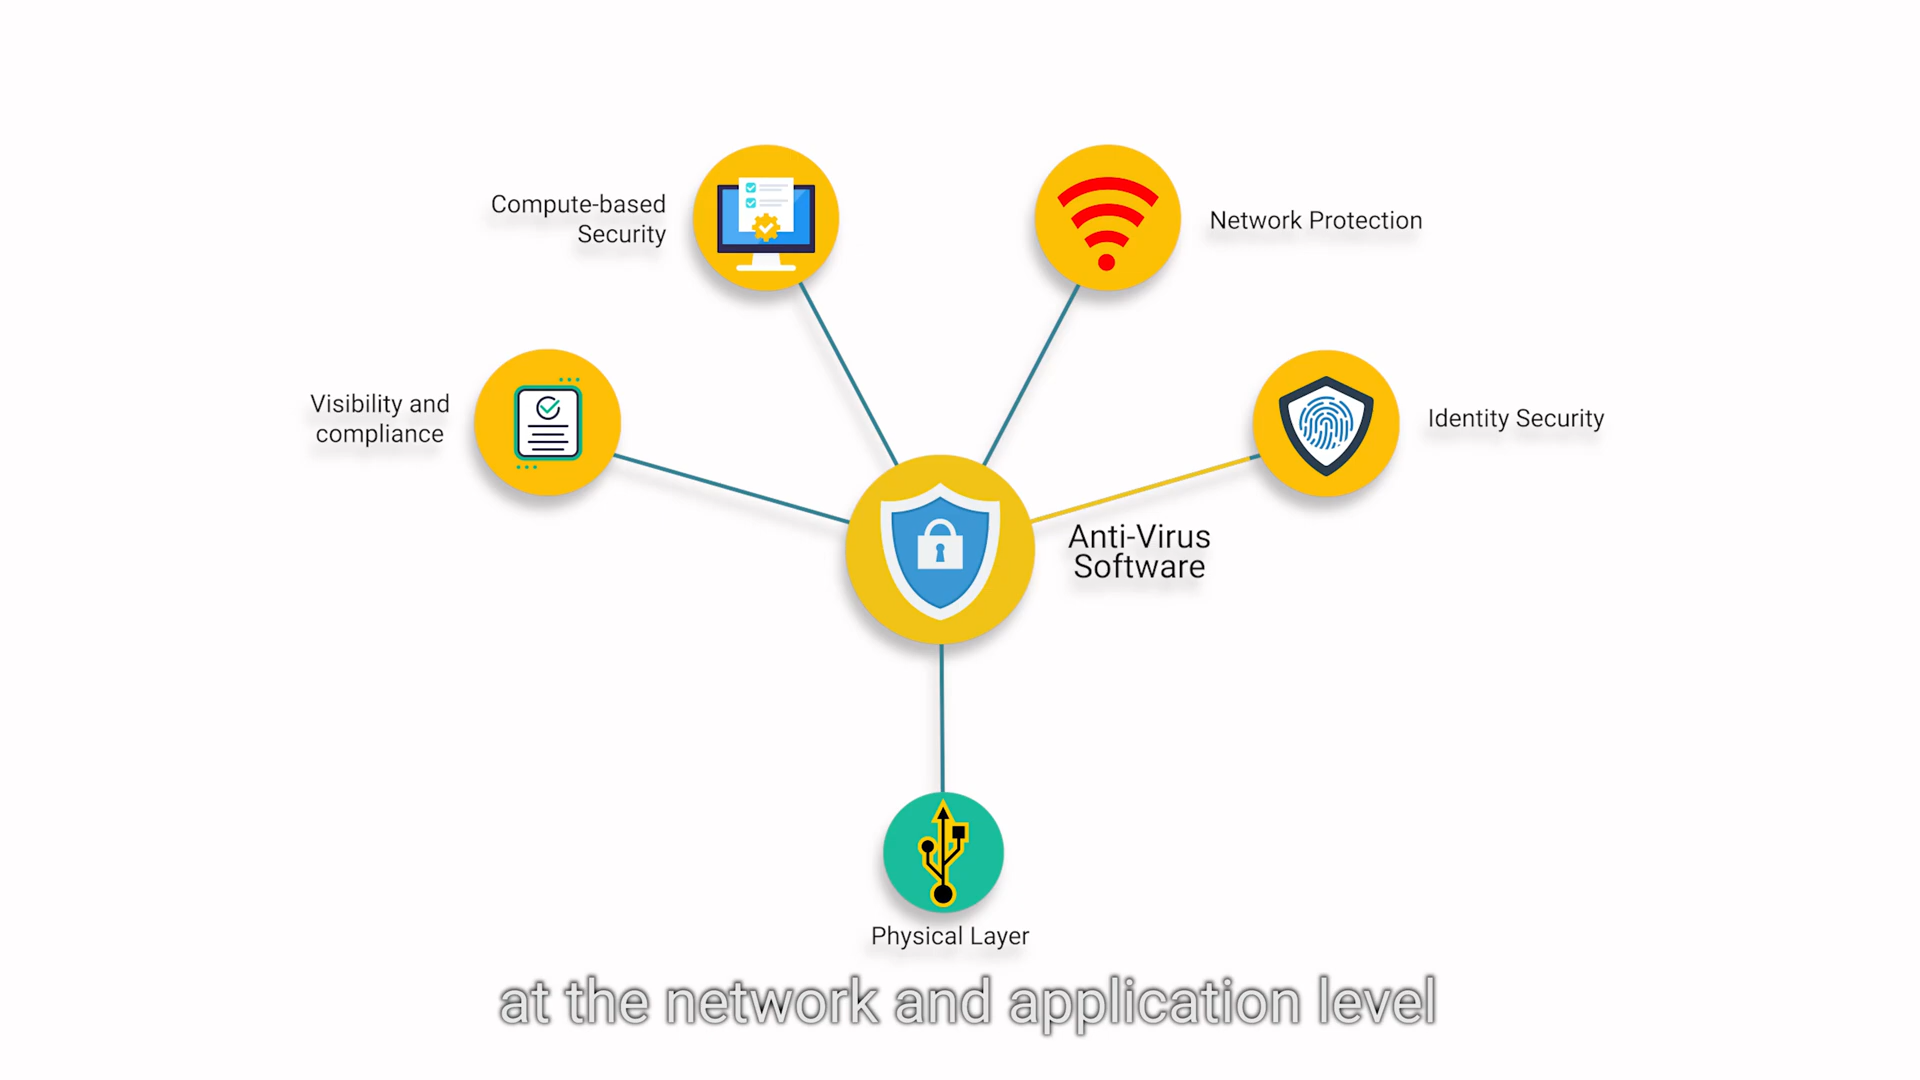 Compute-based
Security
Network Protection
Visibility and
compliance
Identity Security
Anti-Virus
Software
Physical Layer
at the network and application level